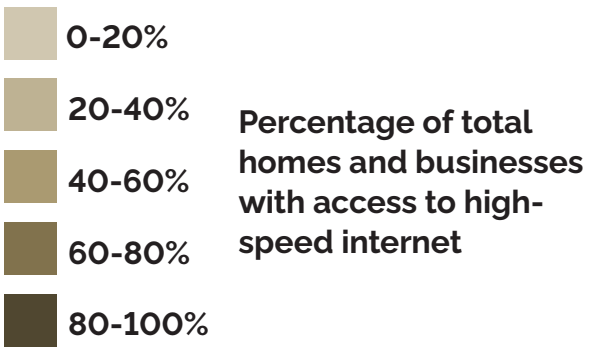 0-20%
20-40%
40-60%
60-80%
80-100%
Percentage of total
homes and businesses
with access to high-
speed internet